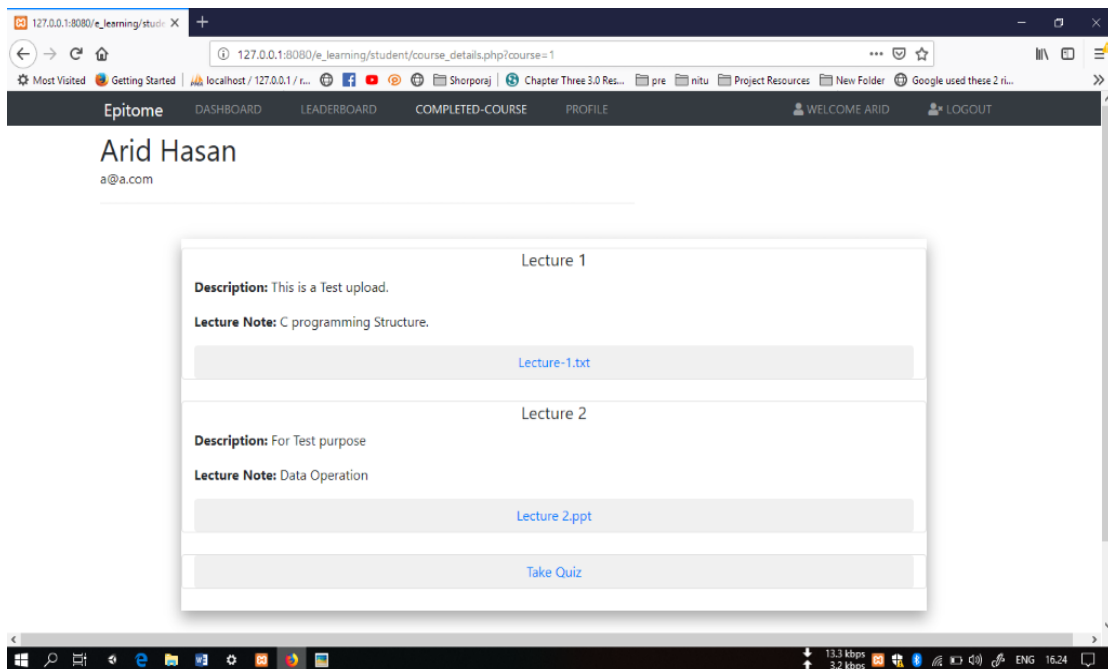 127.0.0.1:8080/e_learning/stude
127.0.0.1:8080/e_learning/student/course_details.php?course=1
Most Visited Getting Started localhost / 127.0.0.1 / r... Shorporaj Chapter Three 3.0 Res... pre nitu Project Resources New Folder Google used these 2 ri...
Epitome DASHBOARD LEADERBOARD COMPLETED-COURSE PROFILE WELCOME ARID LOGOUT
Arid Hasan
a@a.com
Lecture 1
Description: This is a Test upload.
Lecture Note: C programming Structure.
Lecture-1.txt
Lecture 2
Description: For Test purpose
Lecture Note: Data Operation
Lecture 2.ppt
Take Quiz
13.3 kbps
3.2 kbps
ENG 16.24